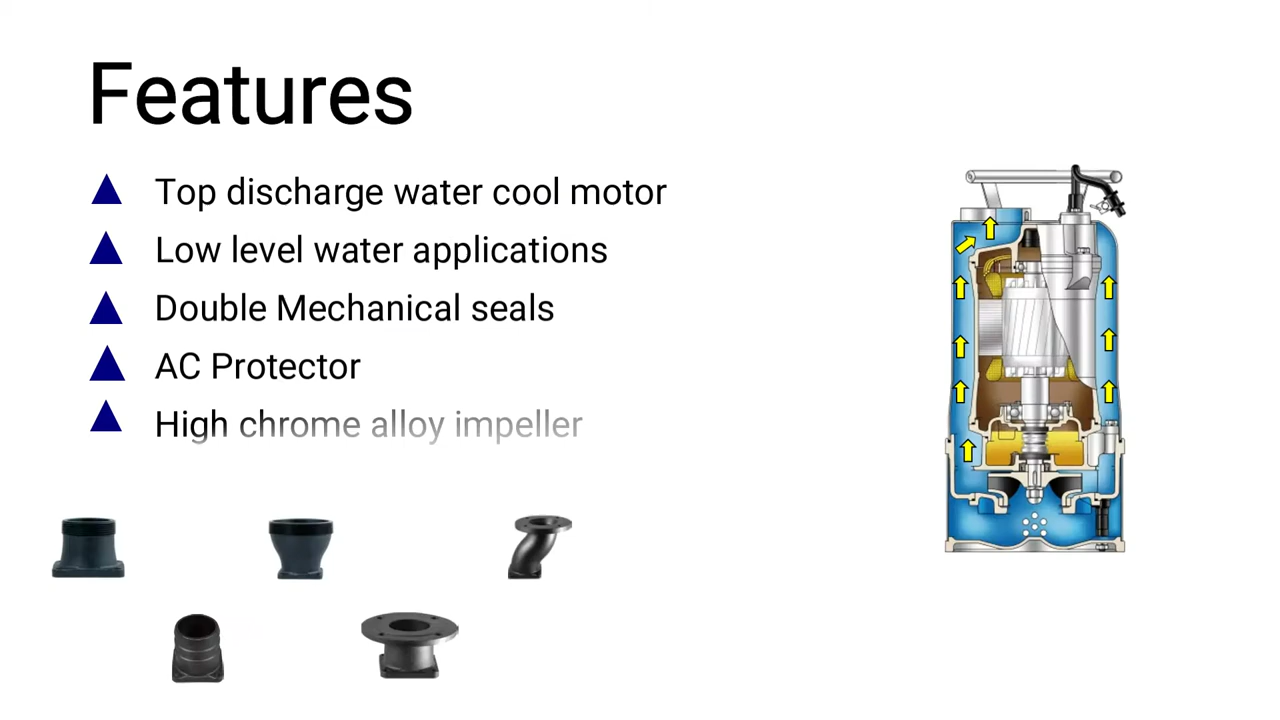 Features
Top discharge water cool motor
Low level water applications
Double Mechanical seals
AC Protector
High chrome alloy impeller